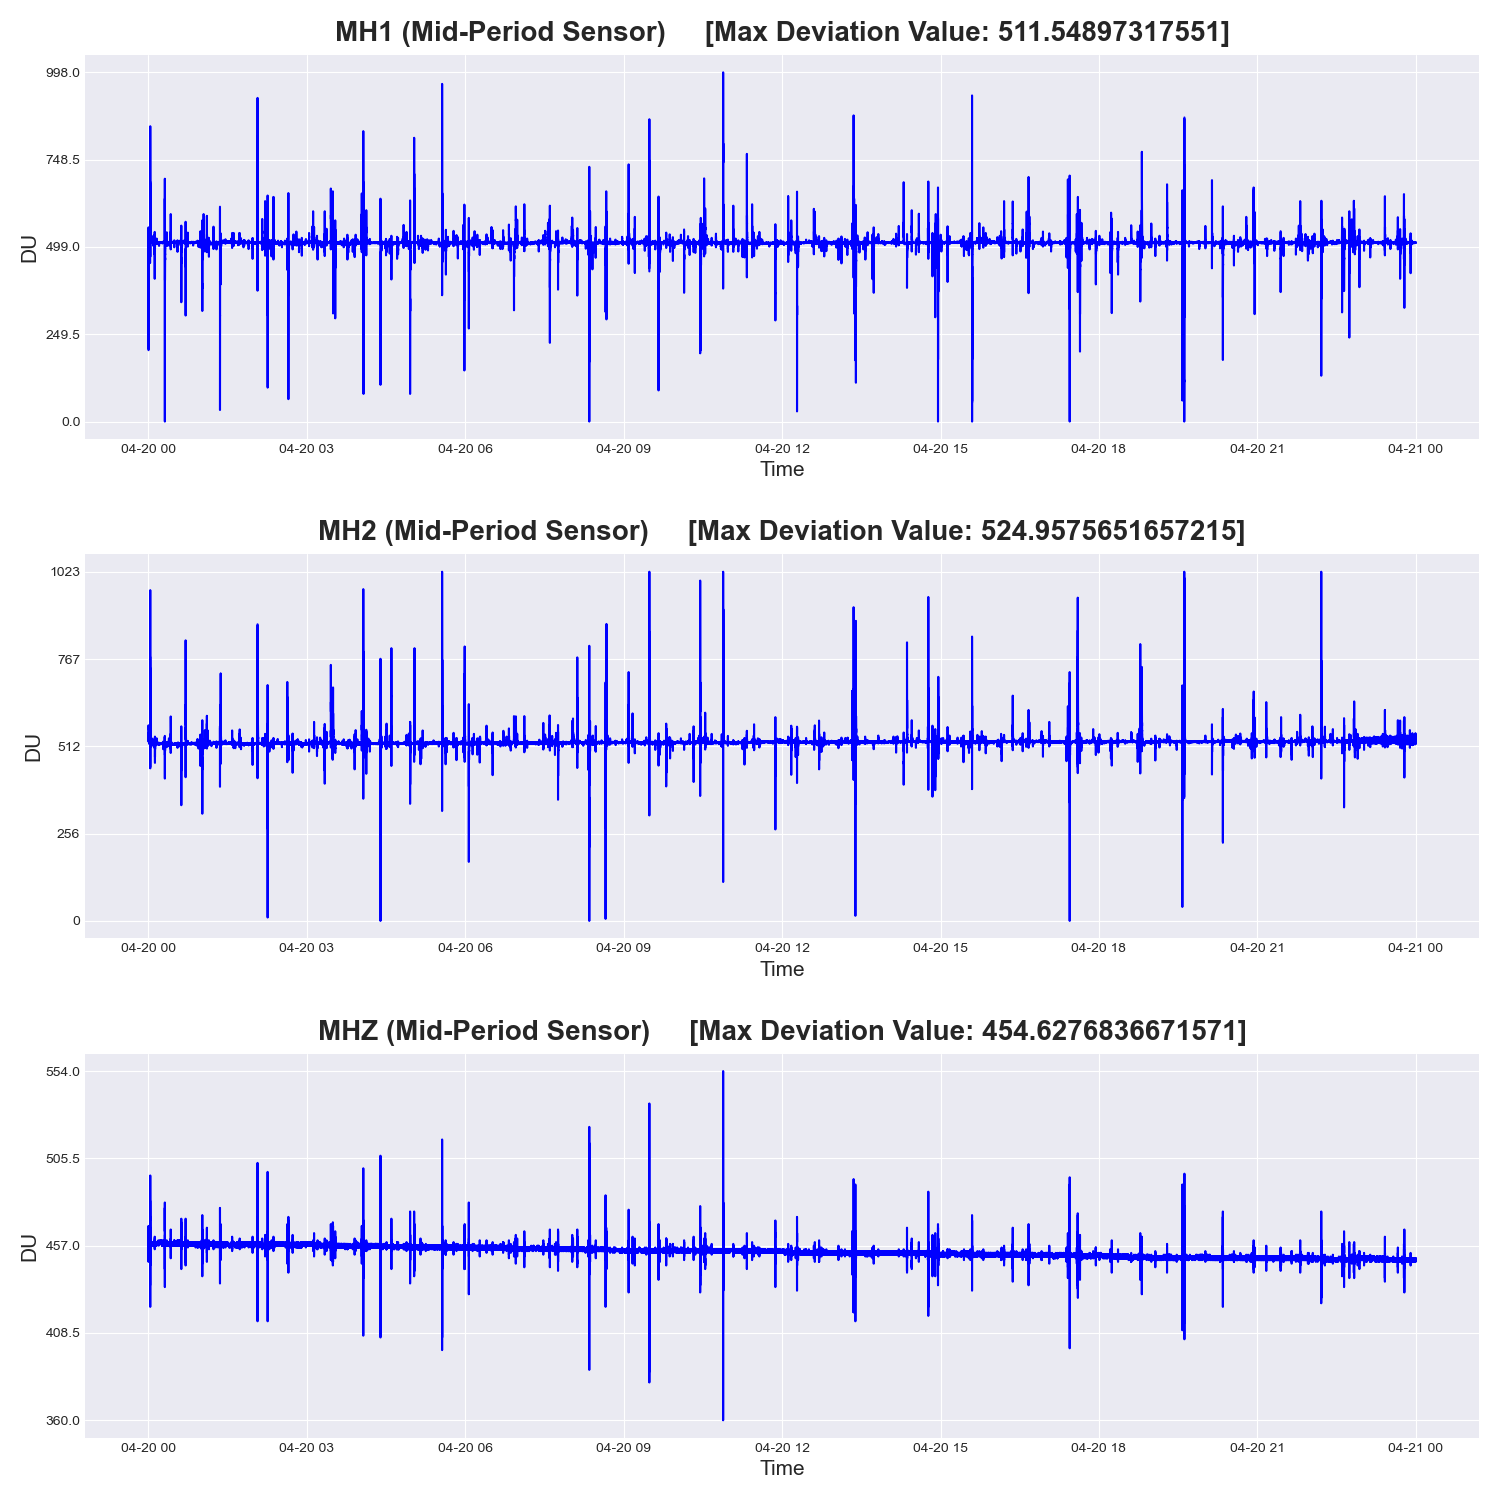 MH1 (Mid-Period Sensor)     [Max Deviation Value: 511.54897317551]
998.0
748.5
499.0
249.5
0.0
DU
04-20 00 04-20 03 04-20 06 04-20 09 04-20 12 04-20 15 04-20 18 04-20 21 04-21 00
Time
MH2 (Mid-Period Sensor)     [Max Deviation Value: 524.9575651657215]
1023
767
512
256
0
DU
04-20 00 04-20 03 04-20 06 04-20 09 04-20 12 04-20 15 04-20 18 04-20 21 04-21 00
Time
MHZ (Mid-Period Sensor)     [Max Deviation Value: 454.6276836671571]
554.0
505.5
457.0
408.5
360.0
DU
04-20 00 04-20 03 04-20 06 04-20 09 04-20 12 04-20 15 04-20 18 04-20 21 04-21 00
Time